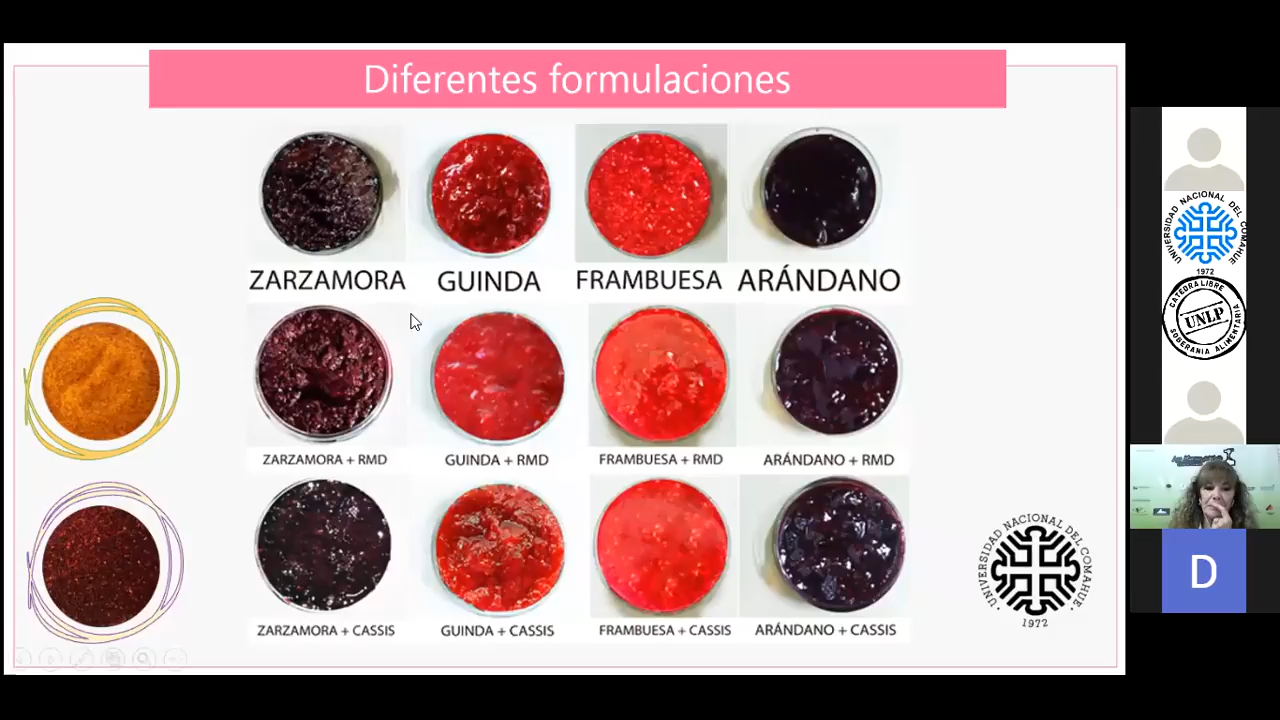 Diferentes formulaciones
ZARZAMORA GUINDA FRAMBUESA ARÁNDANO
ZARZAMORA + RMD GUINDA + RMD FRAMBUESA + RMD ARÁNDANO + RMD
ZARZAMORA + CASSIS GUINDA + CASSIS FRAMBUESA + CASSIS ARÁNDANO + CASSIS
UNIVERSIDAD NACIONAL DEL COMAHUE
1972
UNIVERSIDAD NACIONAL DEL COMAHUE
1972
CATEDRA LIBRE
UNLP
SOBERANIA ALIMENTARIA
D